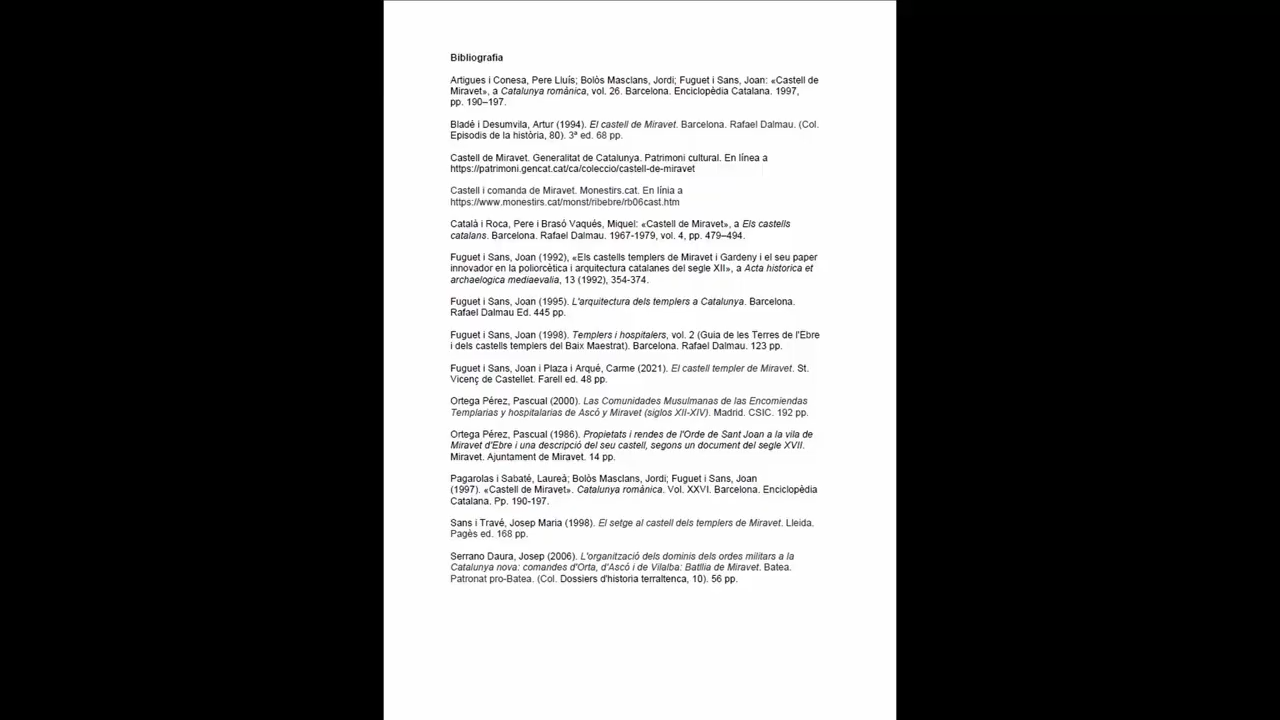 Bibliografia
Artigues i Conesa, Pere Lluís; Bolòs Masclans, Jordi; Fuguet i Sans, Joan: «Castell de
Miravet», a Catalunya romànica, vol. 26. Barcelona. Enciclopèdia Catalana. 1997,
pp. 190–197.
Bladé i Desumvila, Artur (1994). El castell de Miravet. Barcelona. Rafael Dalmau. (Col.
Episodis de la història, 80). 3ª ed. 68 pp.
Castell de Miravet. Generalitat de Catalunya. Patrimoni cultural. En línea a
https://patrimoni.gencat.cat/ca/coleccio/castell-de-miravet
Castell i comanda de Miravet. Monestirs.cat. En línia a
https://www.monestirs.cat/monst/ribebre/rb06cast.htm
Català i Roca, Pere i Brasó Vaqués, Miquel: «Castell de Miravet», a Els castells
catalans. Barcelona. Rafael Dalmau. 1967-1979, vol. 4, pp. 479–494.
Fuguet i Sans, Joan (1992), «Els castells templers de Miravet i Gardeny i el seu paper
innovador en la poliorcètica i arquitectura catalanes del segle XII», a Acta historica et
archaelogica mediaevalia, 13 (1992), 354-374.
Fuguet i Sans, Joan (1995). L'arquitectura dels templers a Catalunya. Barcelona.
Rafael Dalmau Ed. 445 pp.
Fuguet i Sans, Joan (1998). Templers i hospitalers, vol. 2 (Guia de les Terres de l'Ebre
i dels castells templers del Baix Maestrat). Barcelona. Rafael Dalmau. 123 pp.
Fuguet i Sans, Joan i Plaza i Arqué, Carme (2021). El castell templer de Miravet. St.
Vicenç de Castellet. Farell ed. 48 pp.
Ortega Pérez, Pascual (2000). Las Comunidades Musulmanas de las Encomiendas
Templarias y hospitalarias de Ascó y Miravet (siglos XII-XIV). Madrid. CSIC. 192 pp.
Ortega Pérez, Pascual (1986). Propietats i rendes de l'Orde de Sant Joan a la vila de
Miravet d'Ebre i una descripció del seu castell, segons un document del segle XVII.
Miravet. Ajuntament de Miravet. 14 pp.
Pagarolas i Sabaté, Laureà; Bolòs Masclans, Jordi; Fuguet i Sans, Joan
(1997). «Castell de Miravet». Catalunya romànica. Vol. XXVI. Barcelona. Enciclopèdia
Catalana. Pp. 190-197.
Sans i Travé, Josep Maria (1998). El setge al castell dels templers de Miravet. Lleida.
Pagès ed. 168 pp.
Serrano Daura, Josep (2006). L'organització dels dominis dels ordes militars a la
Catalunya nova: comandes d'Orta, d'Ascó i de Vilalba: Batllia de Miravet. Batea.
Patronat pro-Batea. (Col. Dossiers d'historia terraltenca, 10). 56 pp.